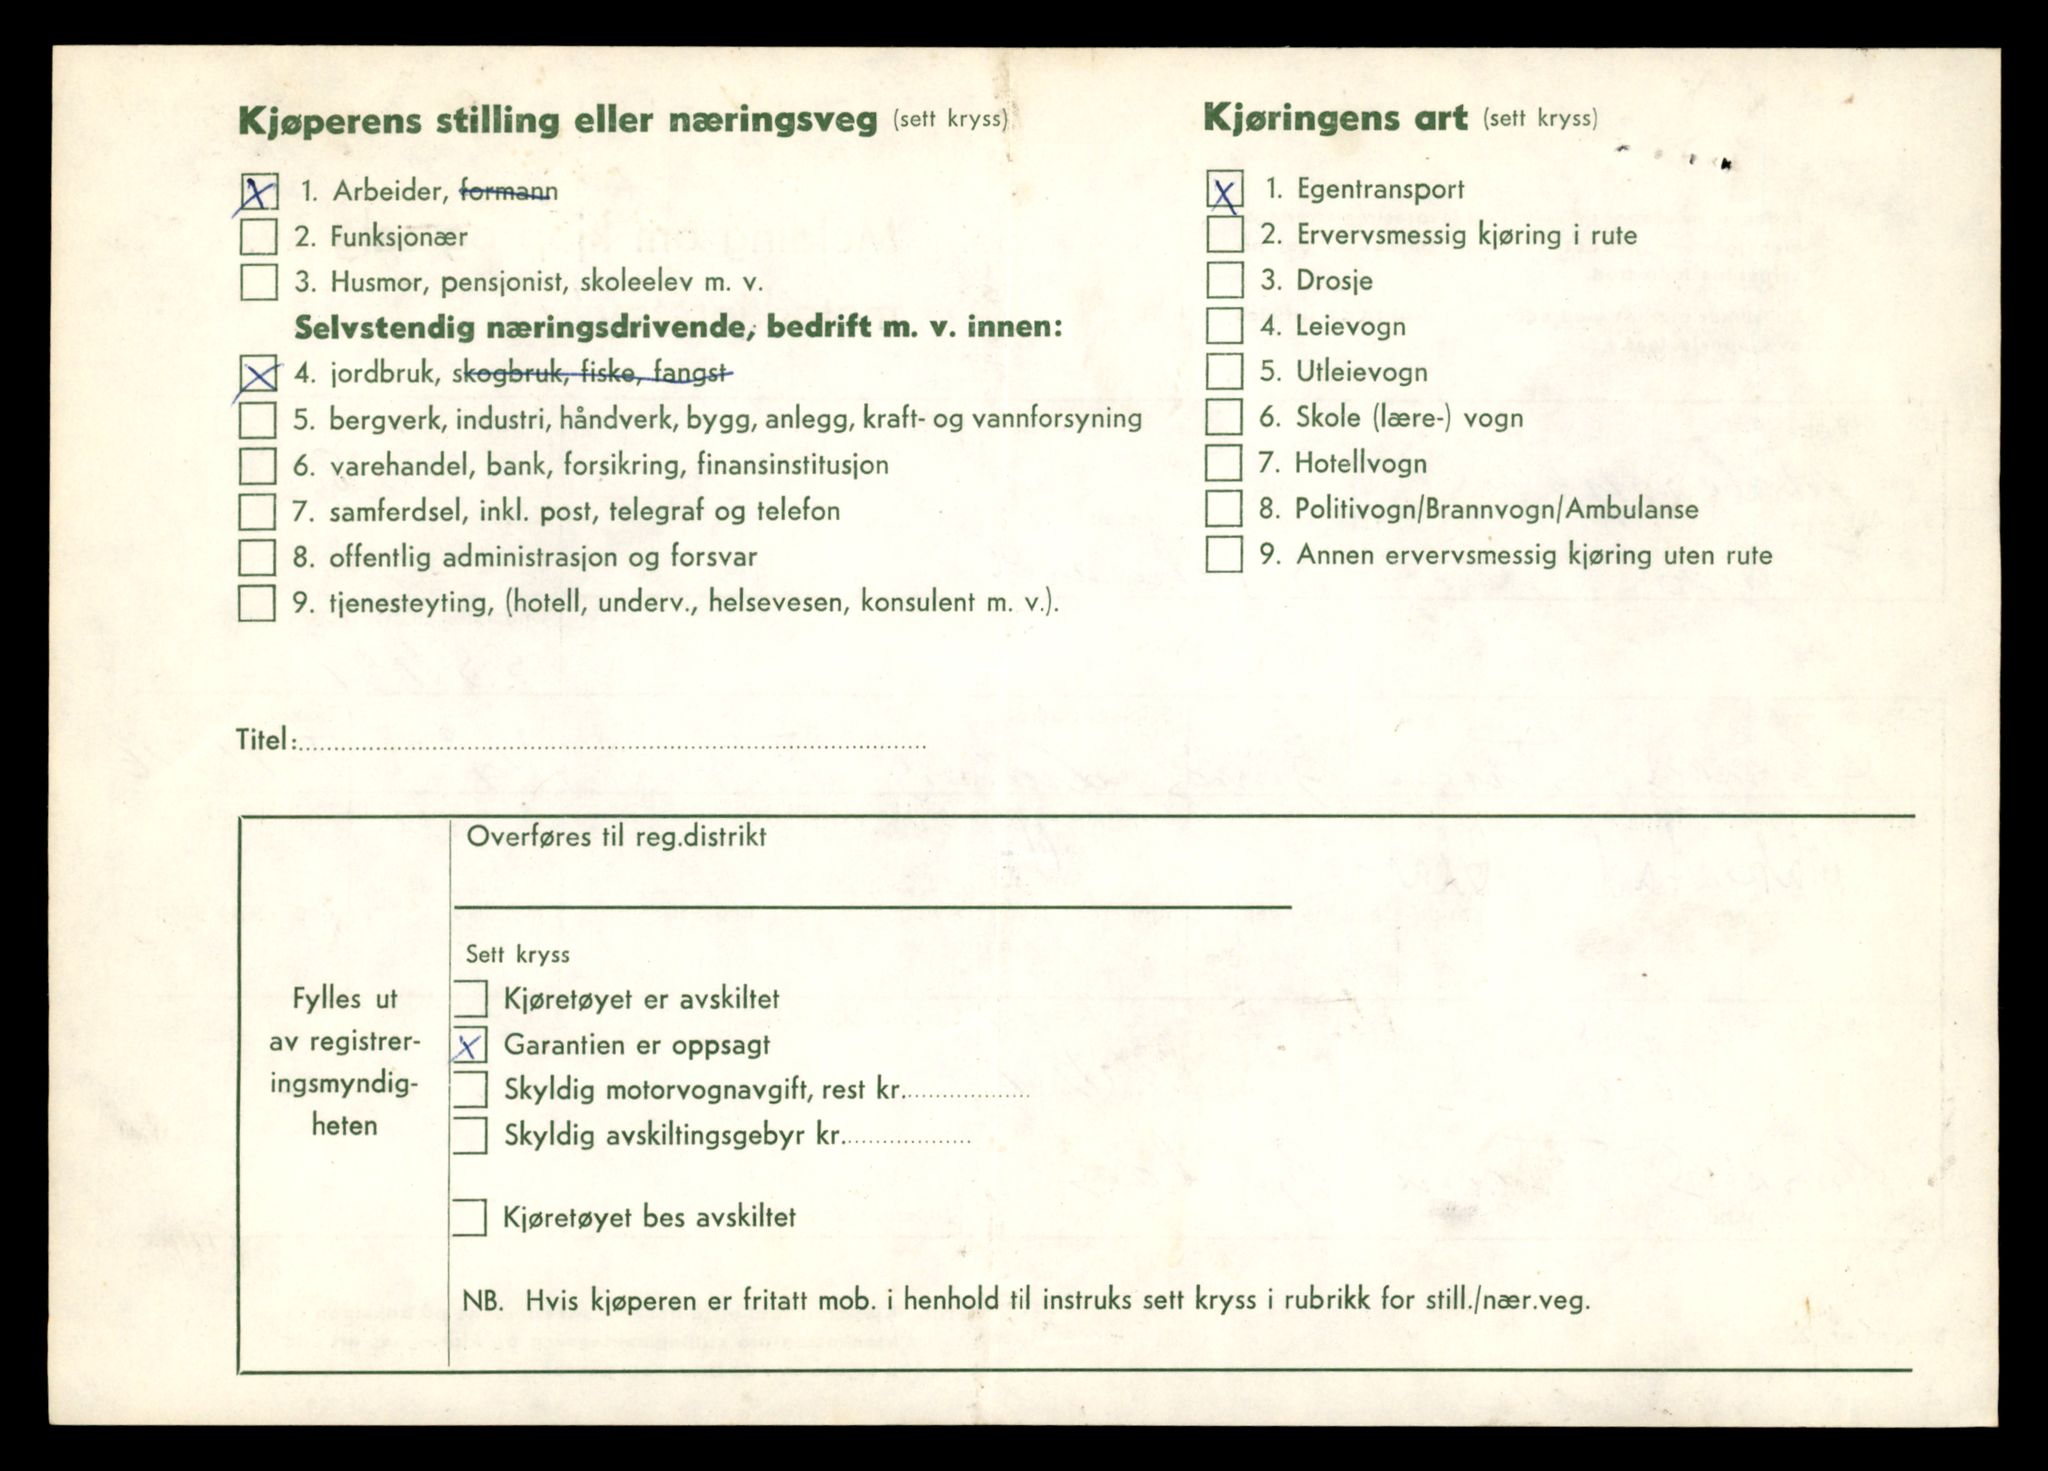 Kjøperens stilling eller næringsveg (sett kryss)
X 1. Arbeider, formann
2. Funksjonær
3. Husmor, pensjonist, skoleelev m. v.
Selvstendig næringsdrivende, bedrift m. v. innen:
X 4. jordbruk, skogbruk, fiske, fangst
5. bergverk, industri, håndverk, bygg, anlegg, kraft- og vannforsyning
6. varehandel, bank, forsikring, finansinstitusjon
7. samferdsel, inkl. post, telegraf og telefon
8. offentlig administrasjon og forsvar
9. tjenesteyting, (hotell, underv., helsevesen, konsulent m. v.).
Kjøringens art (sett kryss)
X 1. Egentransport
2. Ervervsmessig kjøring i rute
3. Drosje
4. Leievogn
5. Utleievogn
6. Skole (lære-) vogn
7. Hotellvogn
8. Politivogn/Brannvogn/Ambulanse
9. Annen ervervsmessig kjøring uten rute
Titel:
Fylles ut
av registrer-
ingsmyndig-
heten
Overføres til reg.distrikt
Sett kryss
Kjøretøyet er avskiltet
X Garantien er oppsagt
Skyldig motorvognavgift, rest kr.
Skyldig avskiltingsgebyr kr.
Kjøretøyet bes avskiltet
NB. Hvis kjøperen er fritatt mob. i henhold til instruks sett kryss i rubrikk for still./nær.veg.